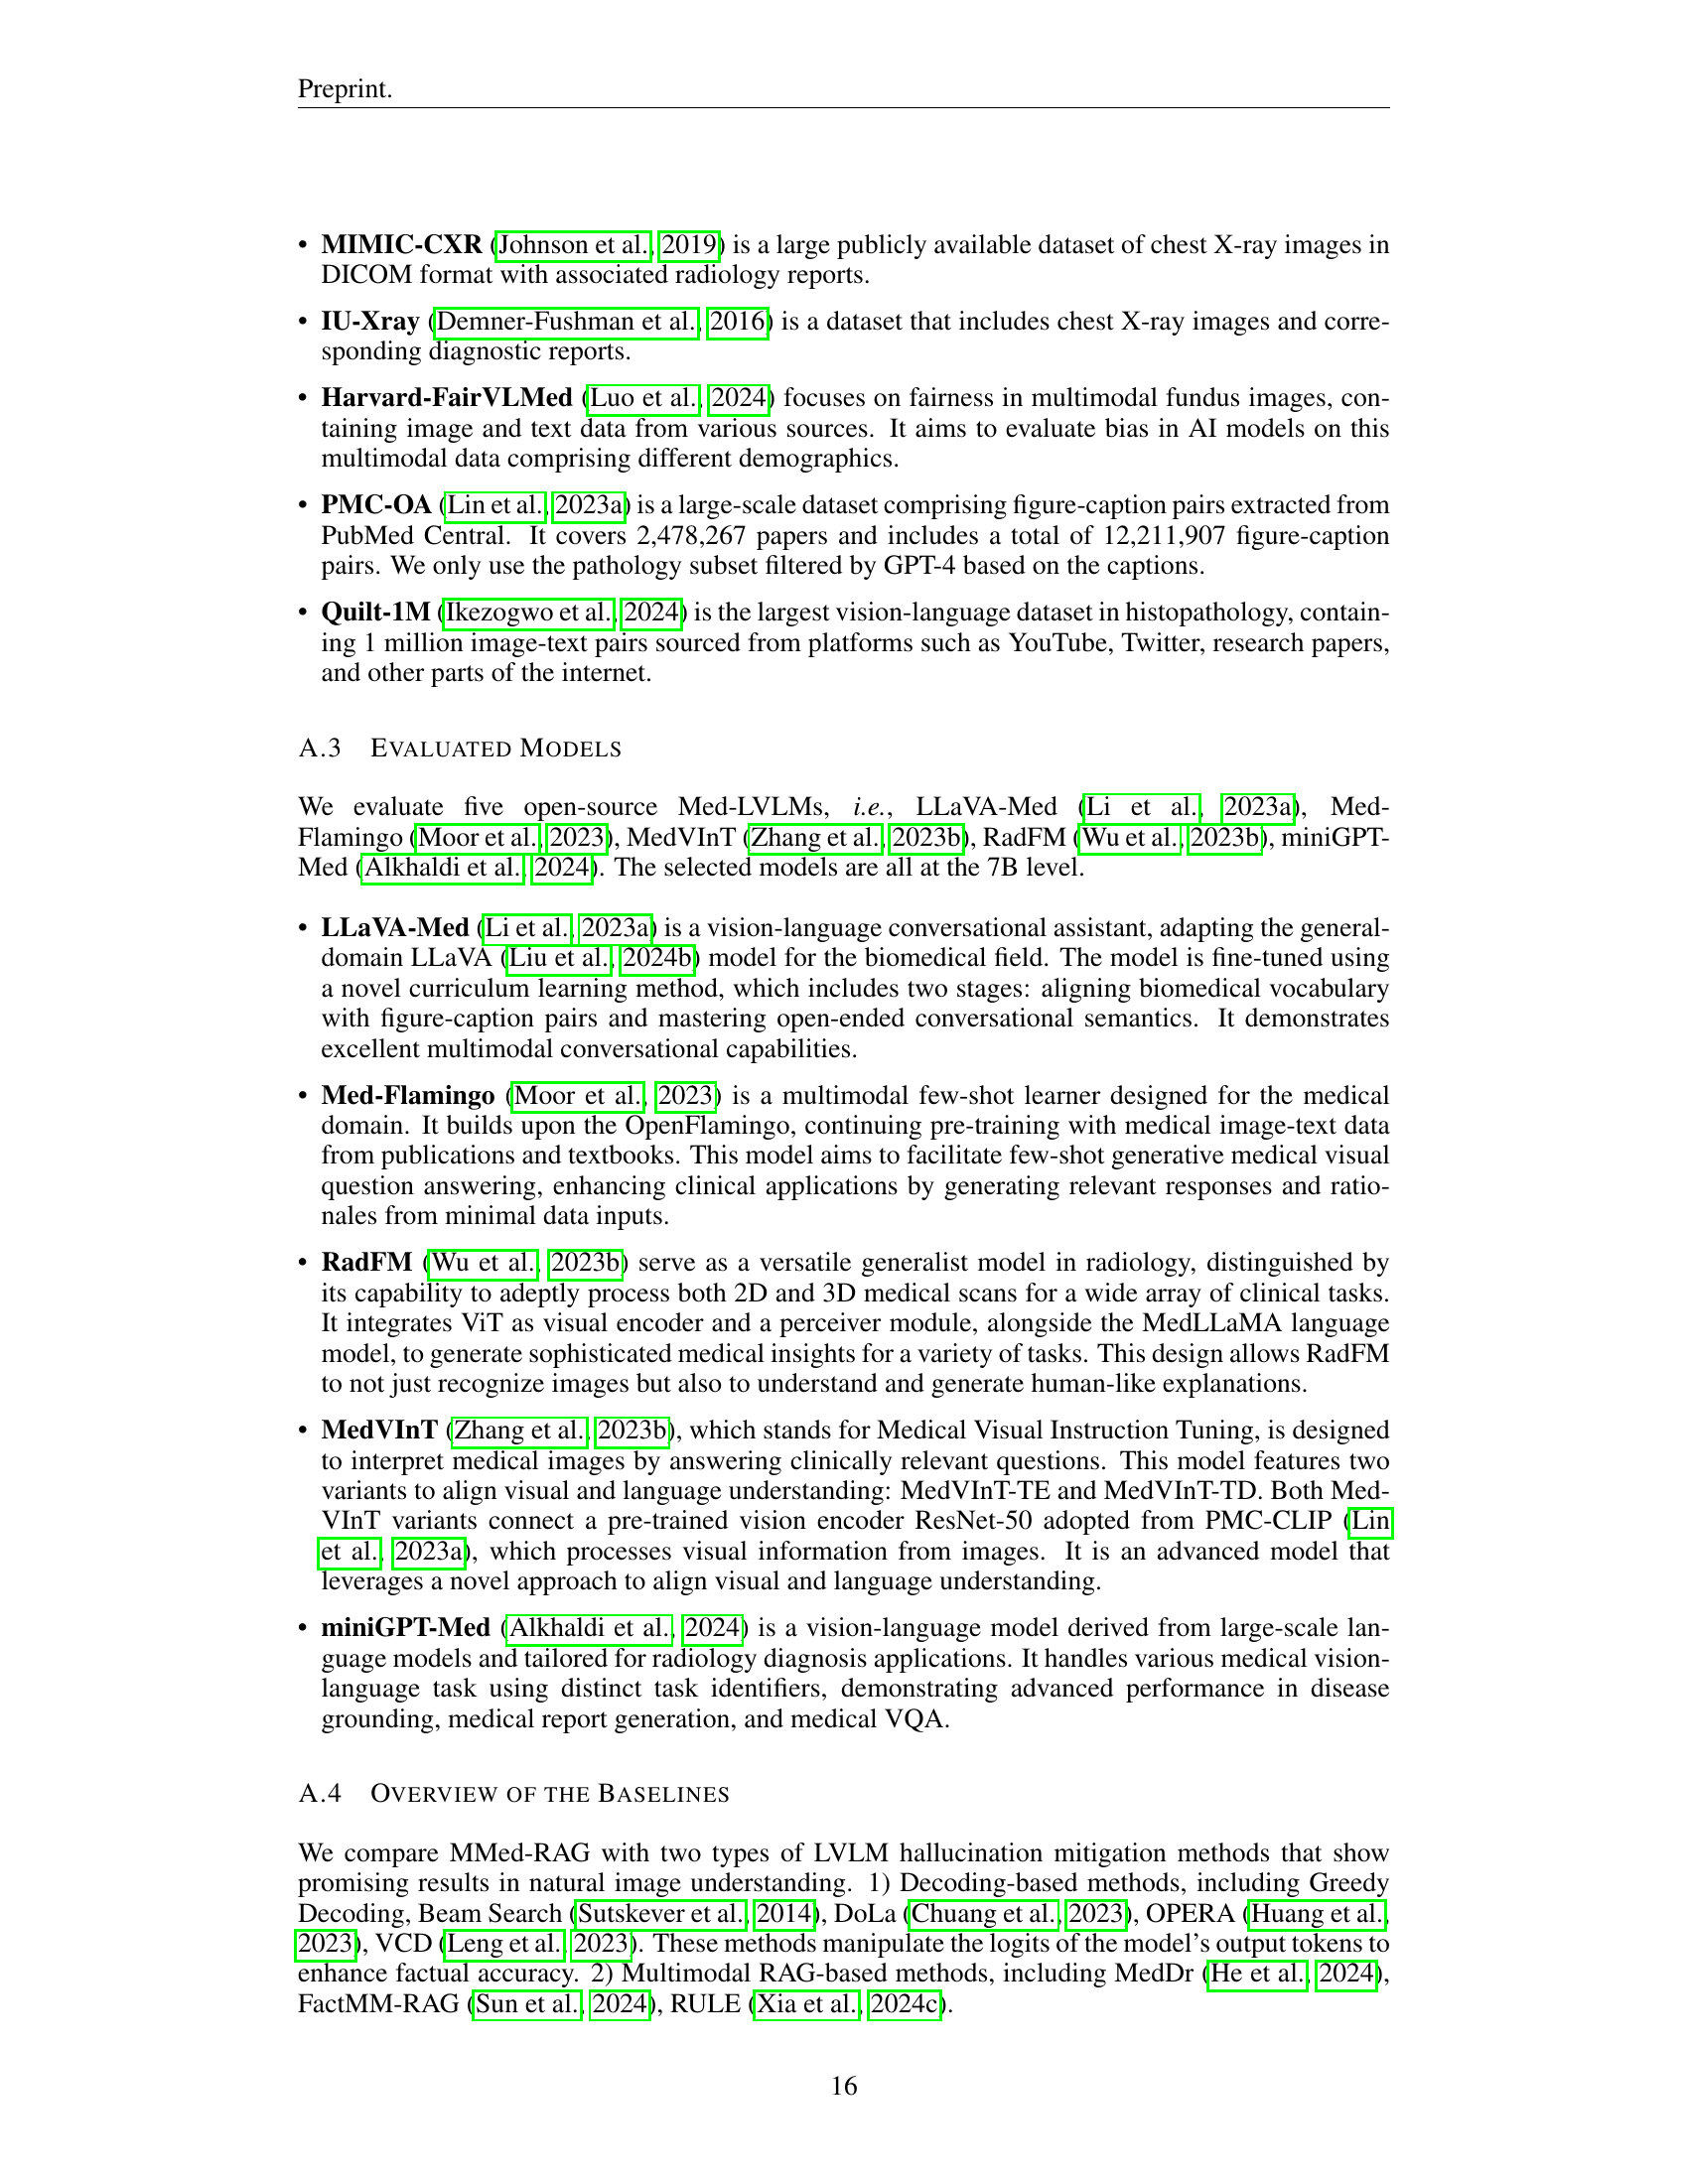 Preprint.
• MIMIC-CXR (Johnson et al., 2019) is a large publicly available dataset of chest X-ray images in
DICOM format with associated radiology reports.
• IU-Xray (Demner-Fushman et al., 2016) is a dataset that includes chest X-ray images and corre-
sponding diagnostic reports.
• Harvard-FairVLMed (Luo et al., 2024) focuses on fairness in multimodal fundus images, con-
taining image and text data from various sources. It aims to evaluate bias in AI models on this
multimodal data comprising different demographics.
• PMC-OA (Lin et al., 2023a) is a large-scale dataset comprising figure-caption pairs extracted from
PubMed Central. It covers 2,478,267 papers and includes a total of 12,211,907 figure-caption
pairs. We only use the pathology subset filtered by GPT-4 based on the captions.
• Quilt-1M (Ikezogwo et al., 2024) is the largest vision-language dataset in histopathology, contain-
ing 1 million image-text pairs sourced from platforms such as YouTube, Twitter, research papers,
and other parts of the internet.
A.3 EVALUATED MODELS
We evaluate five open-source Med-LVLMs, i.e., LLaVA-Med (Li et al., 2023a), Med-
Flamingo (Moor et al., 2023), MedVInT (Zhang et al., 2023b), RadFM (Wu et al., 2023b), miniGPT-
Med (Alkhaldi et al., 2024). The selected models are all at the 7B level.
• LLaVA-Med (Li et al., 2023a) is a vision-language conversational assistant, adapting the general-
domain LLaVA (Liu et al., 2024b) model for the biomedical field. The model is fine-tuned using
a novel curriculum learning method, which includes two stages: aligning biomedical vocabulary
with figure-caption pairs and mastering open-ended conversational semantics. It demonstrates
excellent multimodal conversational capabilities.
• Med-Flamingo (Moor et al., 2023) is a multimodal few-shot learner designed for the medical
domain. It builds upon the OpenFlamingo, continuing pre-training with medical image-text data
from publications and textbooks. This model aims to facilitate few-shot generative medical visual
question answering, enhancing clinical applications by generating relevant responses and ratio-
nales from minimal data inputs.
• RadFM (Wu et al., 2023b) serve as a versatile generalist model in radiology, distinguished by
its capability to adeptly process both 2D and 3D medical scans for a wide array of clinical tasks.
It integrates ViT as visual encoder and a perceiver module, alongside the MedLLaMA language
model, to generate sophisticated medical insights for a variety of tasks. This design allows RadFM
to not just recognize images but also to understand and generate human-like explanations.
• MedVInT (Zhang et al., 2023b), which stands for Medical Visual Instruction Tuning, is designed
to interpret medical images by answering clinically relevant questions. This model features two
variants to align visual and language understanding: MedVInT-TE and MedVInT-TD. Both Med-
VInT variants connect a pre-trained vision encoder ResNet-50 adopted from PMC-CLIP (Lin
et al., 2023a), which processes visual information from images. It is an advanced model that
leverages a novel approach to align visual and language understanding.
• miniGPT-Med (Alkhaldi et al., 2024) is a vision-language model derived from large-scale lan-
guage models and tailored for radiology diagnosis applications. It handles various medical vision-
language task using distinct task identifiers, demonstrating advanced performance in disease
grounding, medical report generation, and medical VQA.
A.4 OVERVIEW OF THE BASELINES
We compare MMed-RAG with two types of LVLM hallucination mitigation methods that show
promising results in natural image understanding. 1) Decoding-based methods, including Greedy
Decoding, Beam Search (Sutskever et al., 2014), DoLa (Chuang et al., 2023), OPERA (Huang et al.,
2023), VCD (Leng et al., 2023). These methods manipulate the logits of the model's output tokens to
enhance factual accuracy. 2) Multimodal RAG-based methods, including MedDr (He et al., 2024),
FactMM-RAG (Sun et al., 2024), RULE (Xia et al., 2024c).
16